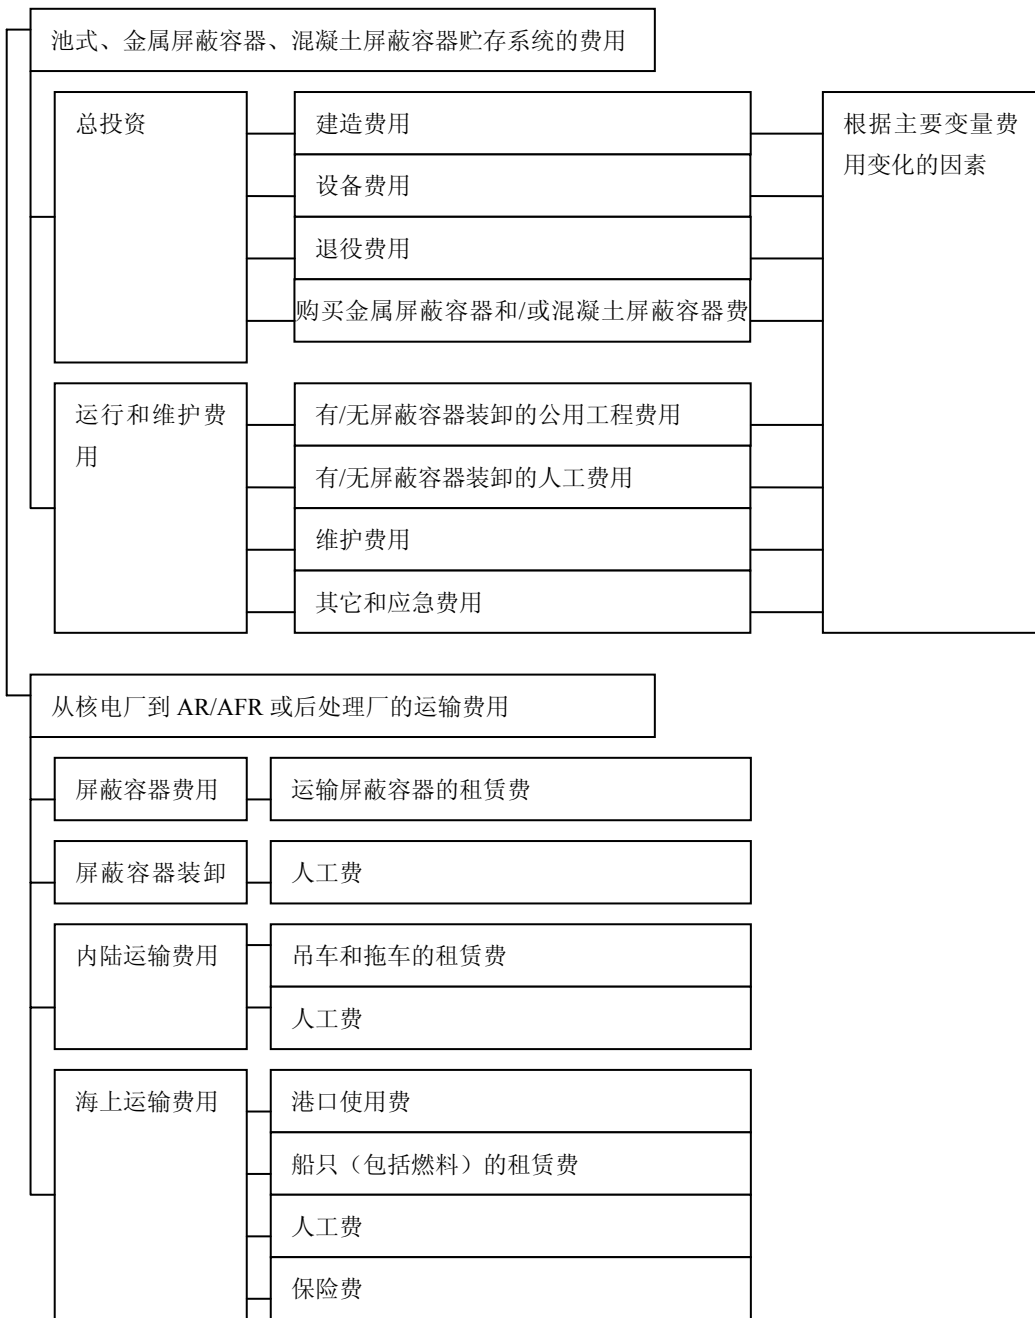 池式、金属屏蔽容器、混凝土屏蔽容器贮存系统的费用
总投资
建造费用
设备费用
退役费用
购买金属屏蔽容器和/或混凝土屏蔽容器费
根据主要变量费
用变化的因素
运行和维护费
用
有/无屏蔽容器装卸的公用工程费用
有/无屏蔽容器装卸的人工费用
维护费用
其它和应急费用
从核电厂到 AR/AFR 或后处理厂的运输费用
屏蔽容器费用
运输屏蔽容器的租赁费
屏蔽容器装卸
人工费
内陆运输费用
吊车和拖车的租赁费
人工费
海上运输费用
港口使用费
船只（包括燃料）的租赁费
人工费
保险费